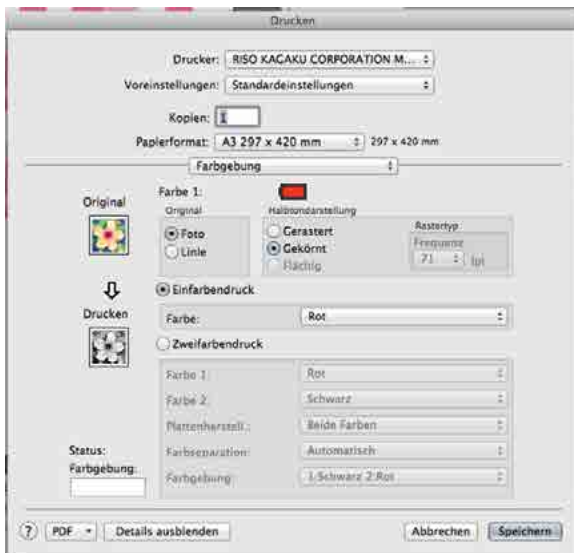 Drucken
Drucker: RISO KAGAKU CORPORATION M...
Voreinstellungen: Standardeinstellungen
Kopien: 1
Papierformat: A3 297 x 420 mm 297 x 420 mm
Farbgebung
Farbe 1:
Original
Original Halbtondarstellung
Foto
Linie
Gerastert
Gekörnt
Flächig
Rastertyp
Frequenz
71 lpi
Einfarbendruck
Drucken
Farbe: Rot
Zweifarbendruck
Farbe 1: Rot
Farbe 2: Schwarz
Plattenherstell.: Beide Farben
Farbseparation: Automatisch
Farbgebung: 1:Schwarz 2:Rot
Status:
Farbgebung:
? PDF Details ausblenden Abbrechen Speichern